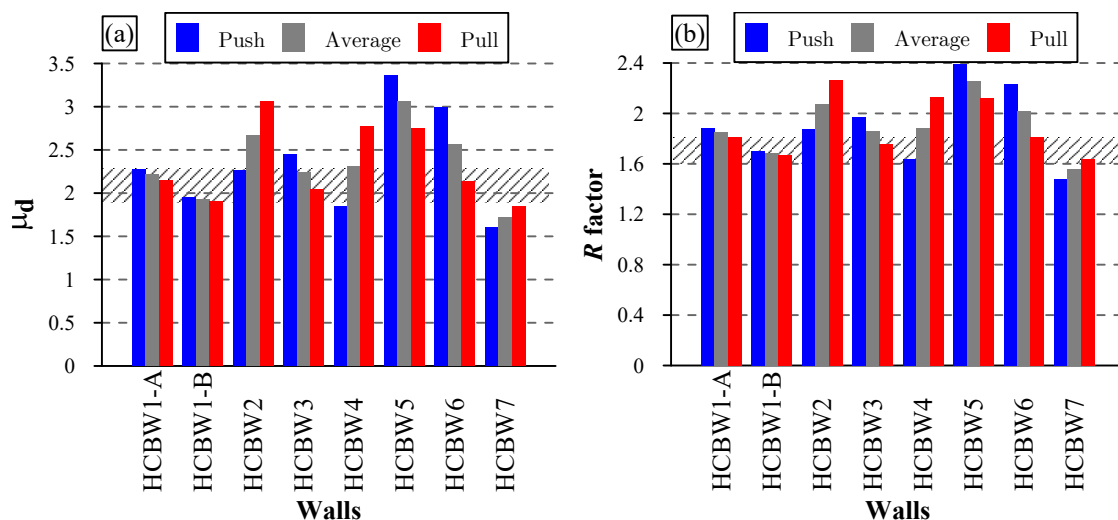 (a)
Push Average Pull
3.5
3
2.5
2
1.5
1
0.5
0
μd
HCBW1-A
HCBW1-B
HCBW2
HCBW3
HCBW4
HCBW5
HCBW6
HCBW7
Walls
(b)
Push Average Pull
2.4
2
1.6
1.2
0.8
0.4
0
R factor
HCBW1-A
HCBW1-B
HCBW2
HCBW3
HCBW4
HCBW5
HCBW6
HCBW7
Walls